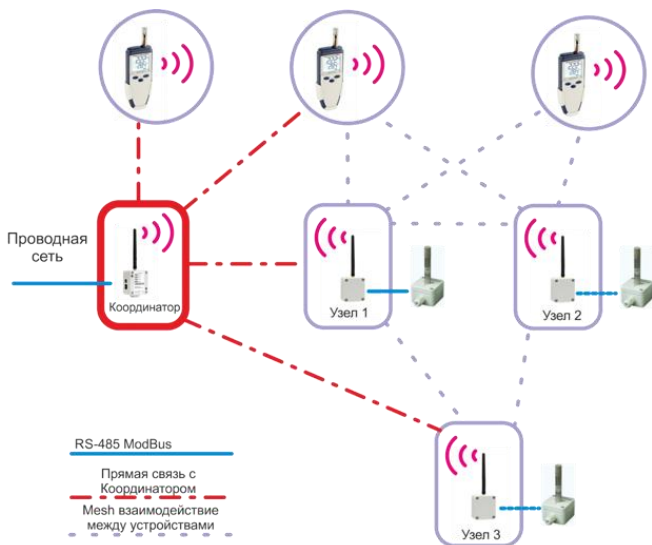 Проводная
сеть
Координатор
Узел 1
Узел 2
RS-485 ModBus
Прямая связь с
Координатором
Mesh взаимодействие
между устройствами
Узел 3